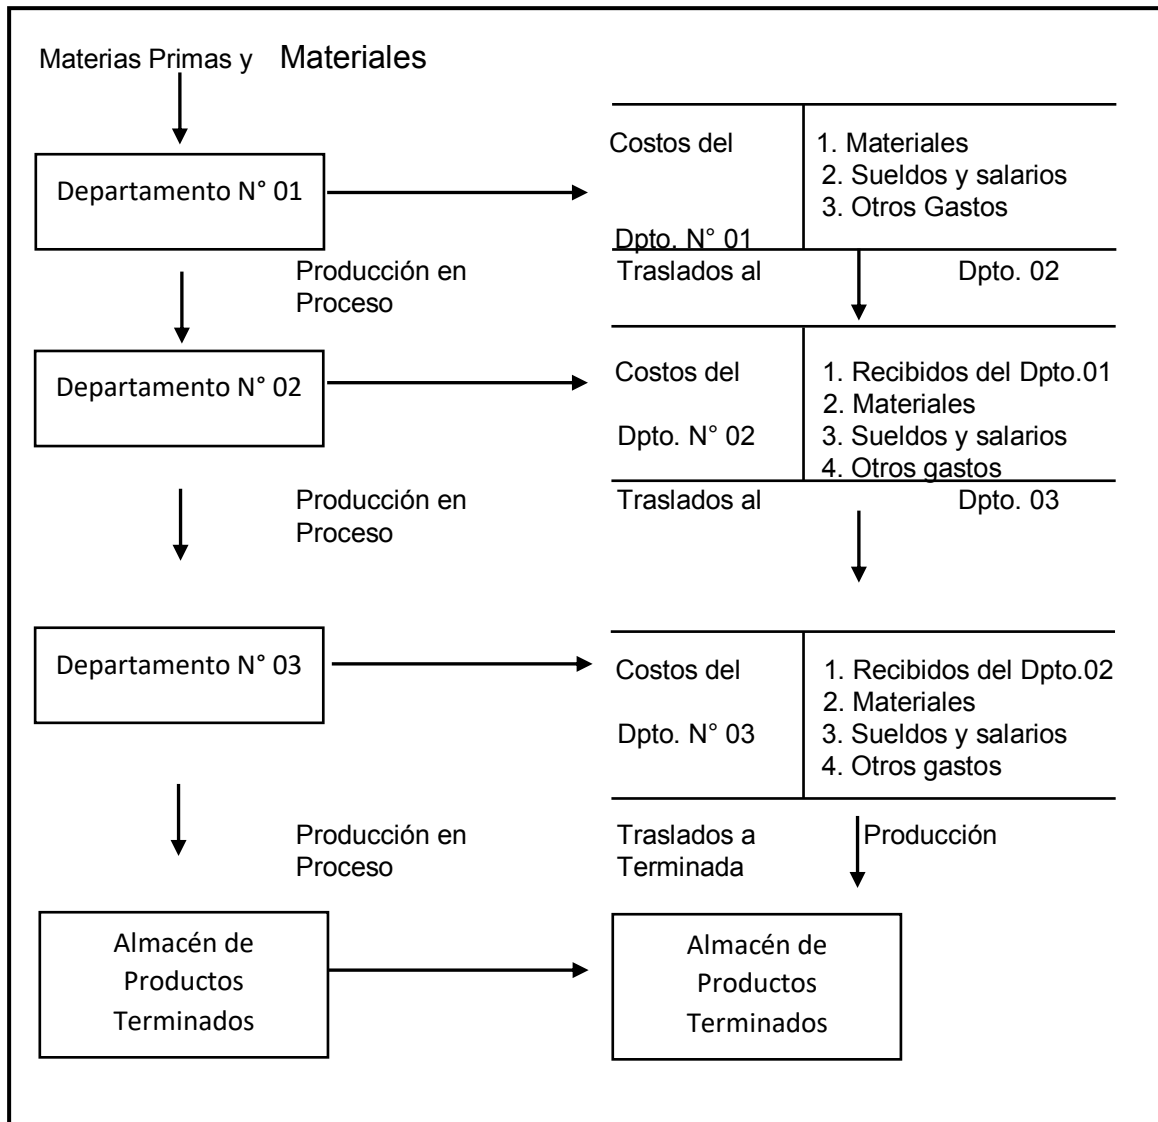 Materias Primas y Materiales
Departamento N° 01
Costos del
Dpto. N° 01
1. Materiales
2. Sueldos y salarios
3. Otros Gastos
Producción en
Proceso
Traslados al Dpto. 02
Departamento N° 02
Costos del
Dpto. N° 02
1. Recibidos del Dpto.01
2. Materiales
3. Sueldos y salarios
4. Otros gastos
Producción en
Proceso
Traslados al Dpto. 03
Departamento N° 03
Costos del
Dpto. N° 03
1. Recibidos del Dpto.02
2. Materiales
3. Sueldos y salarios
4. Otros gastos
Producción en
Proceso
Traslados a Producción
Terminada
Almacén de
Productos
Terminados
Almacén de
Productos
Terminados